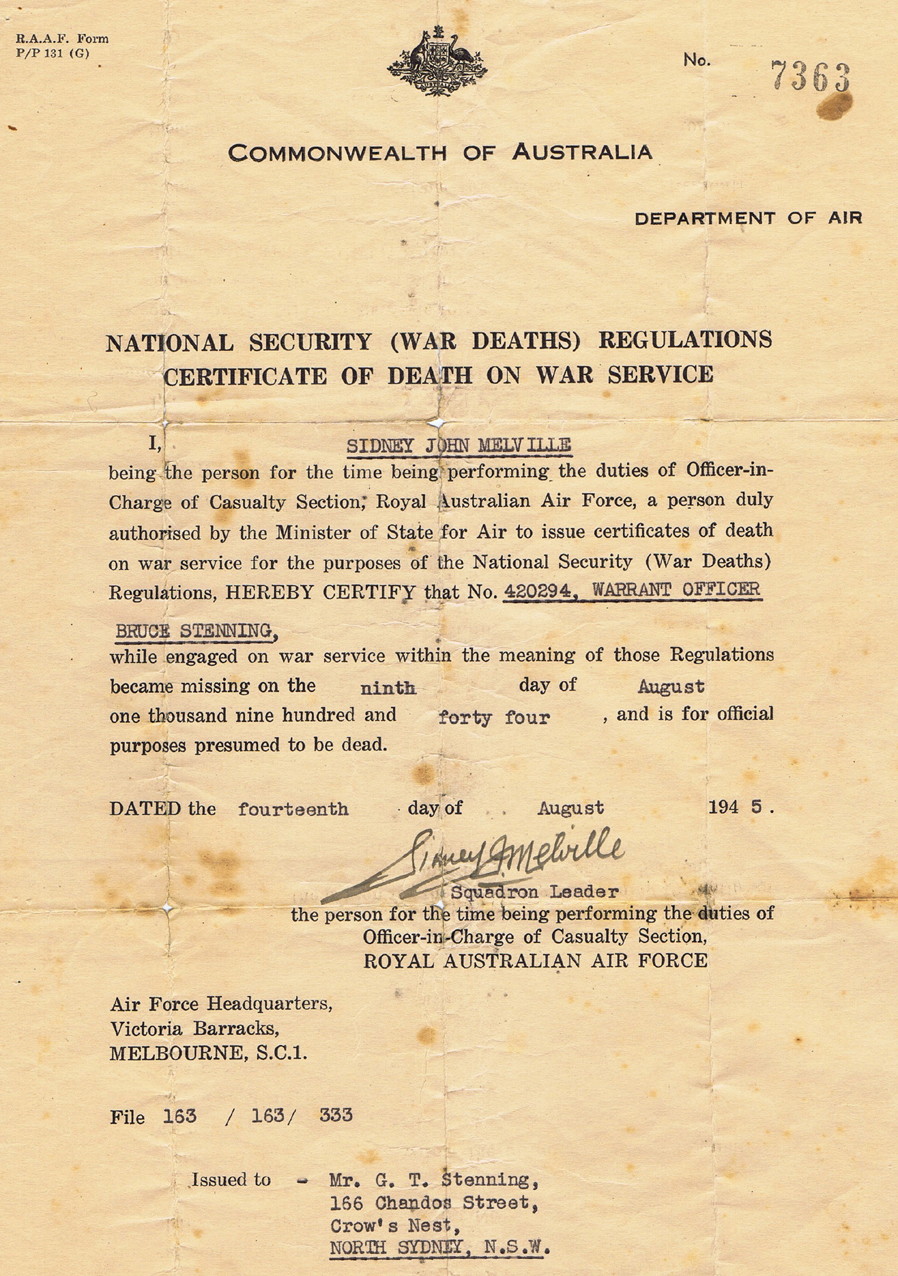 R.A.A.F. Form
P/P 131 (G)
No. 7363
COMMONWEALTH OF AUSTRALIA
DEPARTMENT OF AIR
NATIONAL SECURITY (WAR DEATHS) REGULATIONS
CERTIFICATE OF DEATH ON WAR SERVICE
I, SIDNEY JOHN MELVILLE
being the person for the time being performing the duties of Officer-in-
Charge of Casualty Section, Royal Australian Air Force, a person duly
authorised by the Minister of State for Air to issue certificates of death
on war service for the purposes of the National Security (War Deaths)
Regulations, HEREBY CERTIFY that No. 420294, WARRANT OFFICER
BRUCE STENNING,
while engaged on war service within the meaning of those Regulations
became missing on the ninth day of August
one thousand nine hundred and forty four , and is for official
purposes presumed to be dead.
DATED the fourteenth day of August 194 5 .
Sidney J. Melville
Squadron Leader
the person for the time being performing the duties of
Officer-in-Charge of Casualty Section,
ROYAL AUSTRALIAN AIR FORCE
Air Force Headquarters,
Victoria Barracks,
MELBOURNE, S.C.1.
File 163 / 163/ 333
Issued to - Mr. G. T. Stenning,
166 Chandos Street,
Crow's Nest,
NORTH SYDNEY, N.S.W.